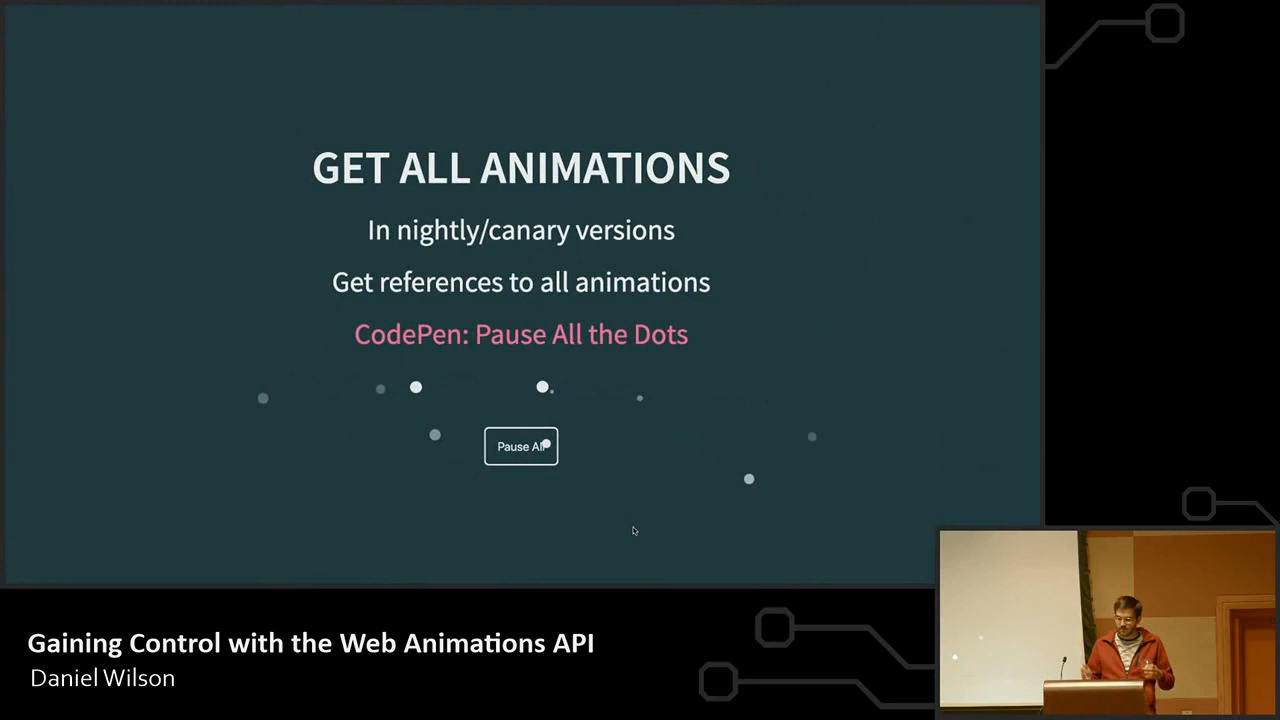 GET ALL ANIMATIONS
In nightly/canary versions
Get references to all animations
CodePen: Pause All the Dots
Pause All
Gaining Control with the Web Animations API
Daniel Wilson